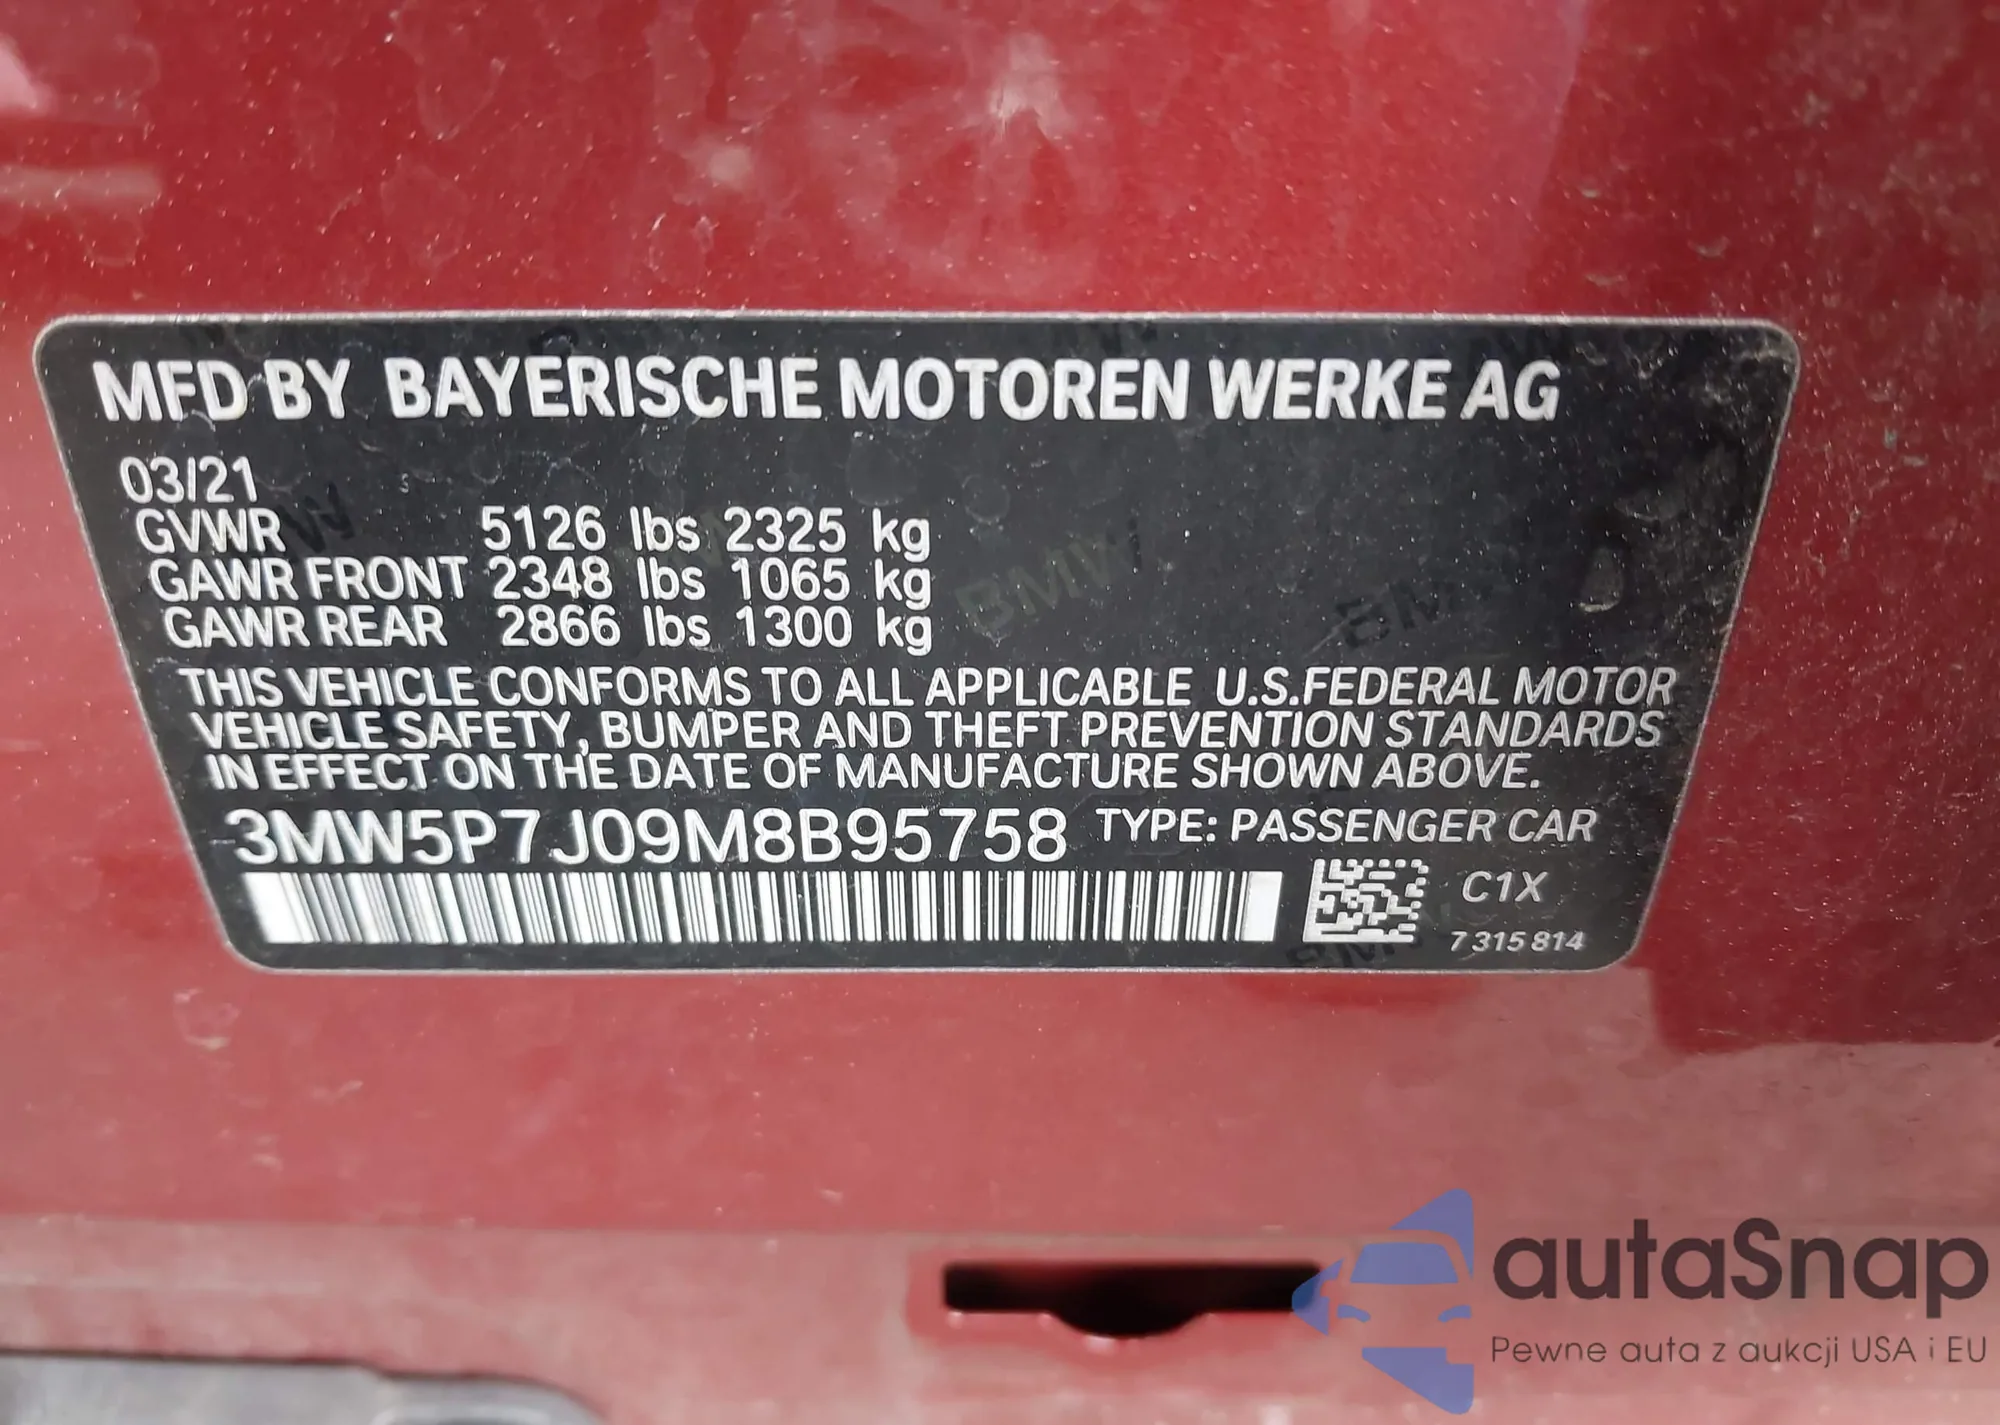 MFD BY BAYERISCHE MOTOREN WERKE AG
03/21
GVWR 5126 lbs 2325 kg
GAWR FRONT 2348 lbs 1065 kg
GAWR REAR 2866 lbs 1300 kg
THIS VEHICLE CONFORMS TO ALL APPLICABLE U.S.FEDERAL MOTOR
VEHICLE SAFETY, BUMPER AND THEFT PREVENTION STANDARDS
IN EFFECT ON THE DATE OF MANUFACTURE SHOWN ABOVE.
3MW5P7J09M8B95758 TYPE: PASSENGER CAR
C1X
7 315 814
BMW
BMW
BMW
autaSnap
Pewne auta z aukcji USA i EU